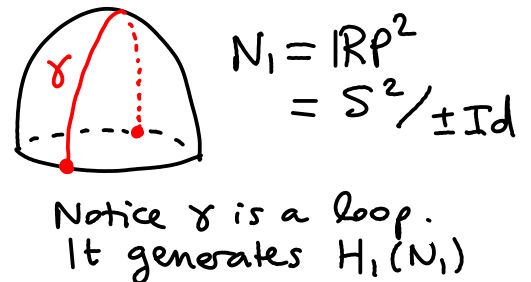 γ
N₁ = ℝP²
= S²/±Id
Notice γ is a loop.
It generates H₁(N₁)